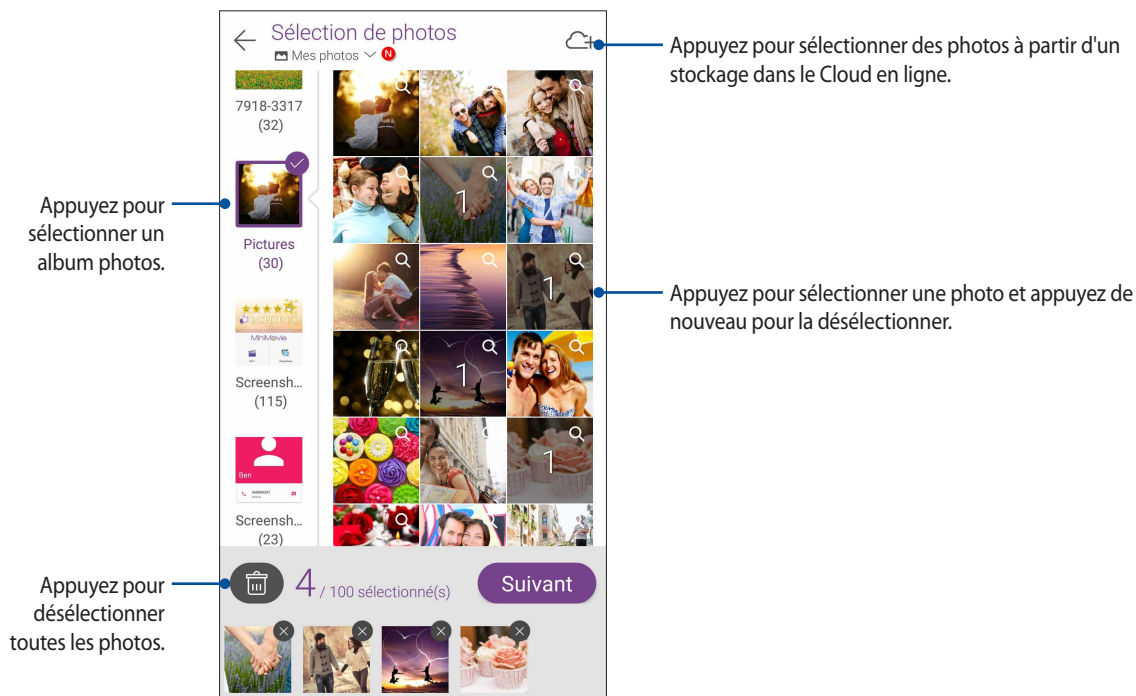 Sélection de photos
Mes photos
N
Appuyez pour sélectionner des photos à partir d'un
stockage dans le Cloud en ligne.
7918-3317
(32)
Appuyez pour
sélectionner un
album photos.
Pictures
(30)
1
1
Appuyez pour sélectionner une photo et appuyez de
nouveau pour la désélectionner.
MiniMovie
Screensh...
(115)
1
1
Ben
Screensh...
(23)
Appuyez pour
désélectionner
toutes les photos.
4 / 100 sélectionné(s)
Suivant